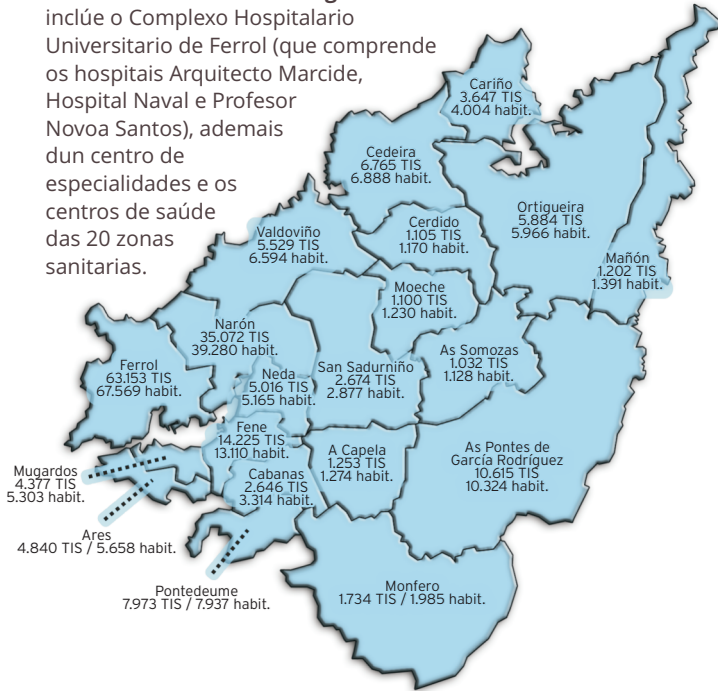 inclúe o Complexo Hospitalario
Universitario de Ferrol (que comprende
os hospitais Arquitecto Marcide,
Hospital Naval e Profesor
Novoa Santos), ademais
dun centro de
especialidades e os
centros de saúde
das 20 zonas
sanitarias.
Cariño
3.647 TIS
4.004 habit.
Cedeira
6.765 TIS
6.888 habit.
Ortigueira
5.884 TIS
5.966 habit.
Valdoviño
5.529 TIS
6.594 habit.
Cerdido
1.105 TIS
1.170 habit.
Mañón
1.202 TIS
1.391 habit.
Moeche
1.100 TIS
1.230 habit.
Narón
35.072 TIS
39.280 habit.
Ferrol
63.153 TIS
67.569 habit.
Neda
5.016 TIS
5.165 habit.
San Sadurniño
2.674 TIS
2.877 habit.
As Somozas
1.032 TIS
1.128 habit.
Fene
14.225 TIS
13.110 habit.
A Capela
1.253 TIS
1.274 habit.
As Pontes de
García Rodríguez
10.615 TIS
10.324 habit.
Mugardos
4.377 TIS
5.303 habit.
Cabanas
2.646 TIS
3.314 habit.
Ares
4.840 TIS / 5.658 habit.
Pontedeume
7.973 TIS / 7.937 habit.
Monfero
1.734 TIS / 1.985 habit.